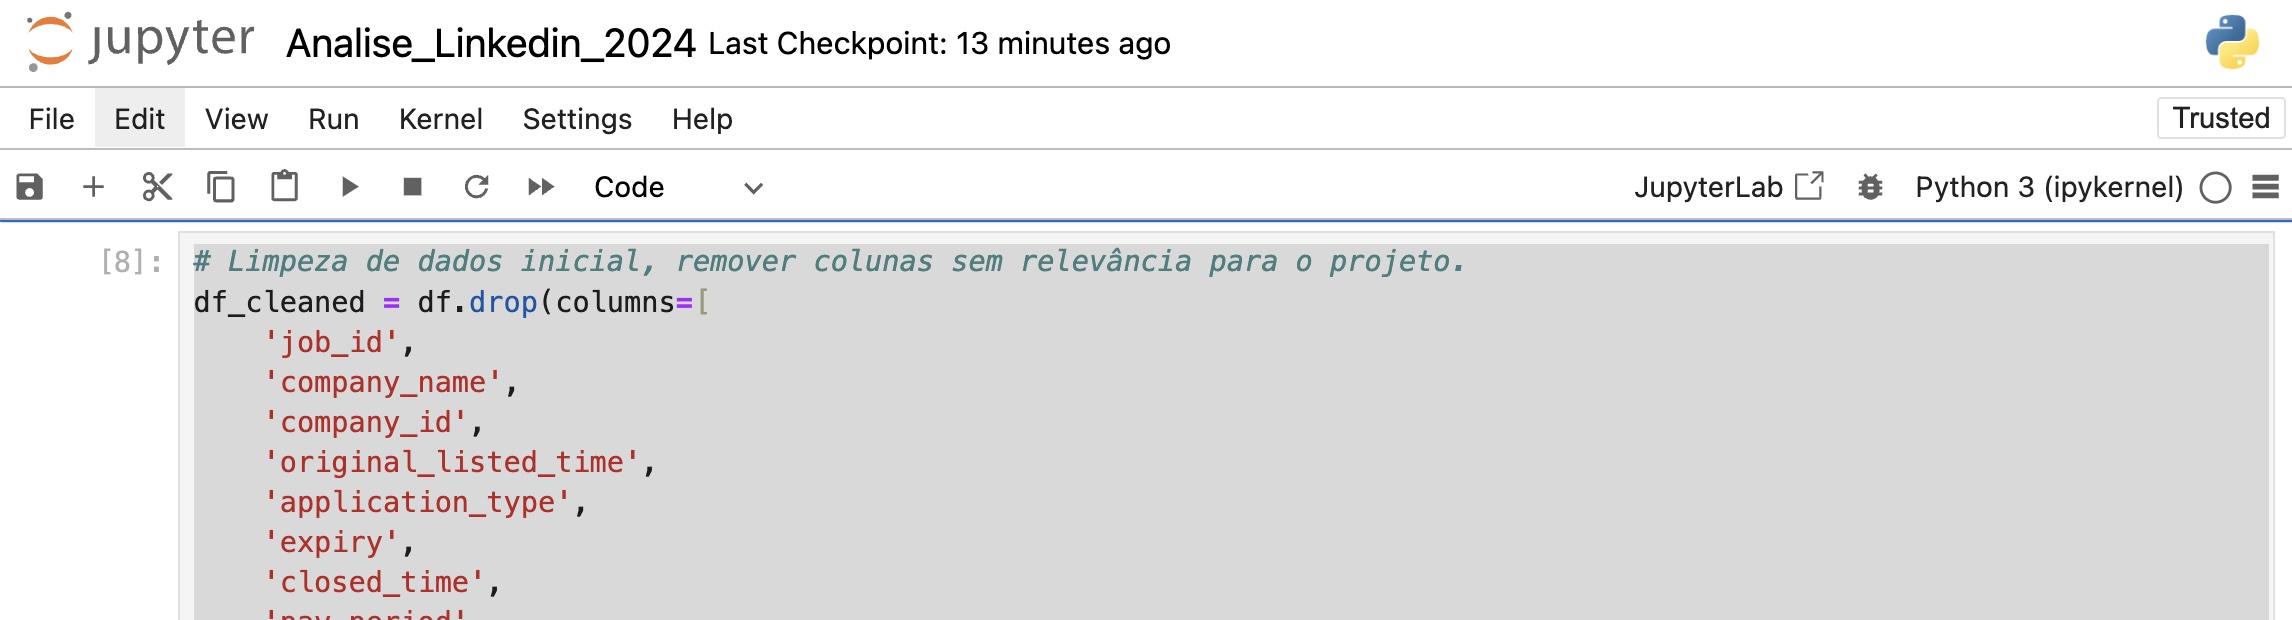 jupyter Analise_Linkedin_2024 Last Checkpoint: 13 minutes ago
File Edit View Run Kernel Settings Help Trusted
Code JupyterLab Python 3 (ipykernel)
[8]: # Limpeza de dados inicial, remover colunas sem relevância para o projeto.
df_cleaned = df.drop(columns=[
'job_id',
'company_name',
'company_id',
'original_listed_time',
'application_type',
'expiry',
'closed_time',
'pay_period'